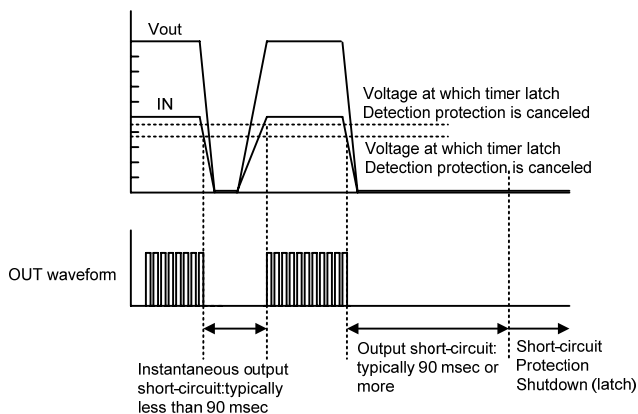 Vout
IN
Voltage at which timer latch
Detection protection is canceled
Voltage at which timer latch
Detection protection is canceled
OUT waveform
Instantaneous output
short-circuit:typically
less than 90 msec
Output short-circuit:
typically 90 msec or
more
Short-circuit
Protection
Shutdown (latch)